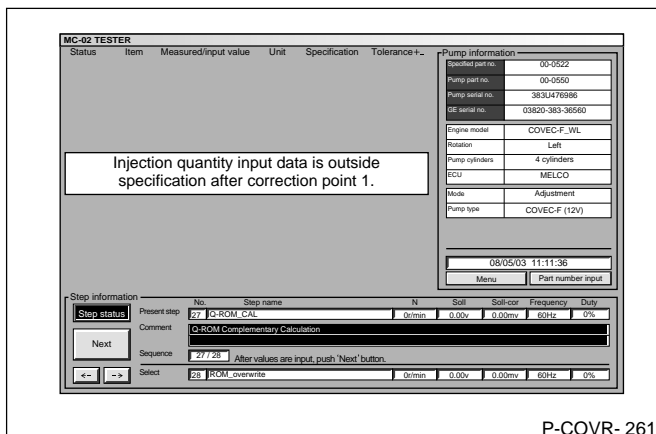 MC-02 TESTER
Status Item Measured/input value Unit Specification Tolerance+-
Injection quantity input data is outside
specification after correction point 1.
Pump information
Specified part no. 00-0522
Pump part no. 00-0550
Pump serial no. 383U476986
GE serial no. 03820-383-36560
Engine model COVEC-F_WL
Rotation Left
Pump cylinders 4 cylinders
ECU MELCO
Mode Adjustment
Pump type COVEC-F (12V)
08/05/03 11:11:36
Menu Part number input
Step information
No. Step name N Soll Soll-cor Frequency Duty
Step status Present step 27 Q-ROM_CAL 0r/min 0.00v 0.00mv 60Hz 0%
Comment Q-ROM Complementary Calculation
Next
Sequence 27 / 28 After values are input, push ‘Next’ button.
<- -> Select 28 ROM_overwrite 0r/min 0.00v 0.00mv 60Hz 0%
P-COVR- 261